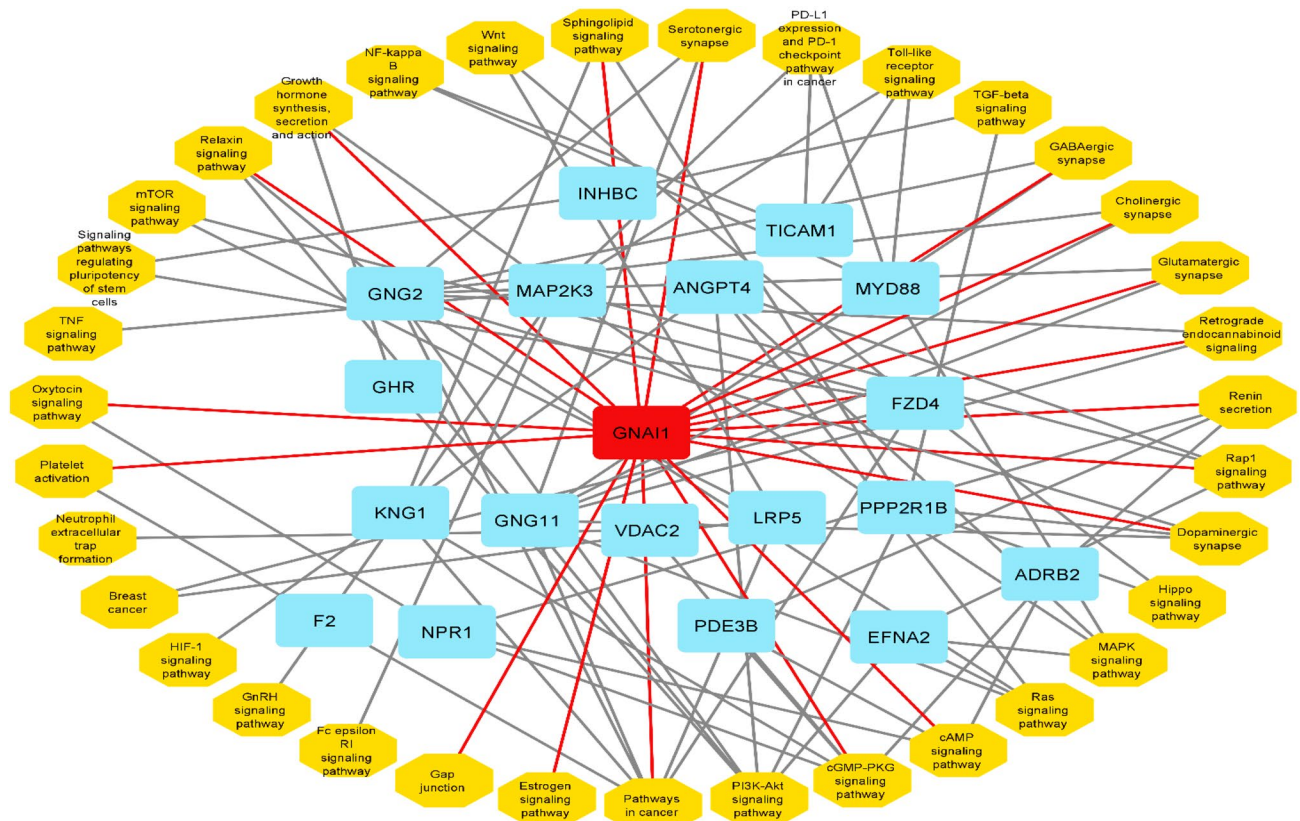 PD-L1
expression
and PD-1
checkpoint
pathway
in cancer
Sphingolipid
signaling
pathway
Serotonergic
synapse
Wnt
signaling
pathway
NF-kappa
B
signaling
pathway
Toll-like
receptor
signaling
pathway
Growth
hormone
synthesis,
secretion
and action
TGF-beta
signaling
pathway
Relaxin
signaling
pathway
GABAergic
synapse
mTOR
signaling
pathway
Cholinergic
synapse
Signaling
pathways
regulating
pluripotency
of stem
cells
Glutamatergic
synapse
TNF
signaling
pathway
Retrograde
endocannabinoid
signaling
Oxytocin
signaling
pathway
Renin
secretion
Platelet
activation
Rap1
signaling
pathway
Neutrophil
extracellular
trap
formation
Dopaminergic
synapse
Breast
cancer
Hippo
signaling
pathway
HIF-1
signaling
pathway
MAPK
signaling
pathway
GnRH
signaling
pathway
Ras
signaling
pathway
Fc epsilon
RI
signaling
pathway
cAMP
signaling
pathway
Gap
junction
Estrogen
signaling
pathway
Pathways
in cancer
PI3K-Akt
signaling
pathway
cGMP-PKG
signaling
pathway
INHBC
TICAM1
GNG2
MAP2K3
ANGPT4
MYD88
GHR
FZD4
GNAI1
KNG1
GNG11
VDAC2
LRP5
PPP2R1B
ADRB2
F2
NPR1
PDE3B
EFNA2